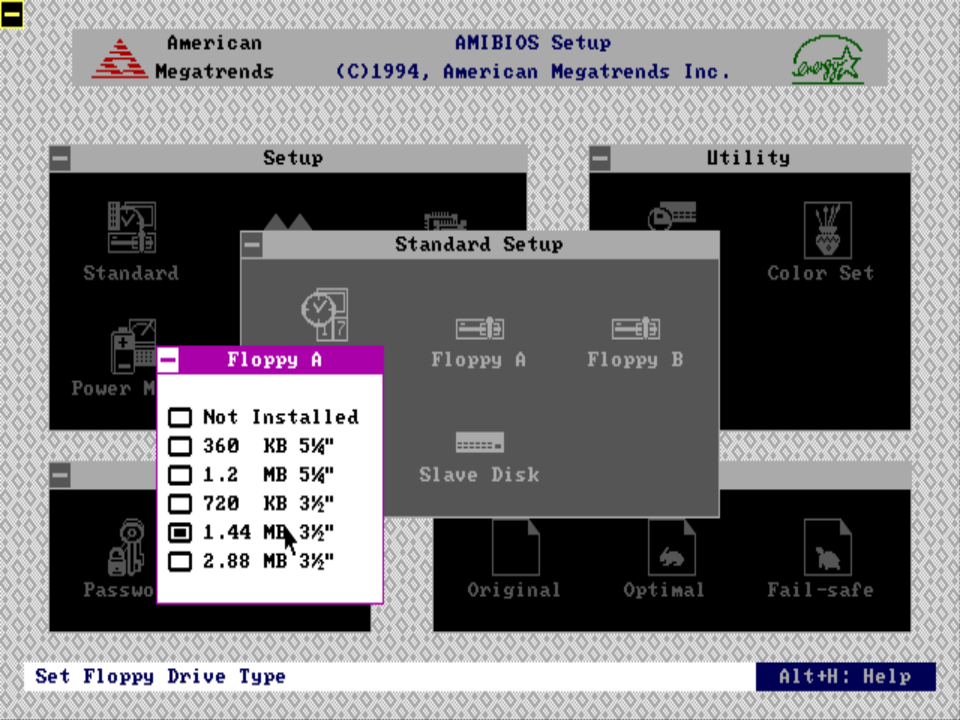 American
Megatrends
AMIBIOS Setup
(C)1994, American Megatrends Inc.
energy
Setup
Utility
Standard
Color Set
Power M
Standard Setup
17
Floppy A
Floppy B
Slave Disk
Floppy A
Not Installed
360 KB 5¼"
1.2 MB 5¼"
720 KB 3½"
1.44 MB 3½"
2.88 MB 3½"
Passwo
Original
Optimal
Fail-safe
Set Floppy Drive Type
Alt+H: Help